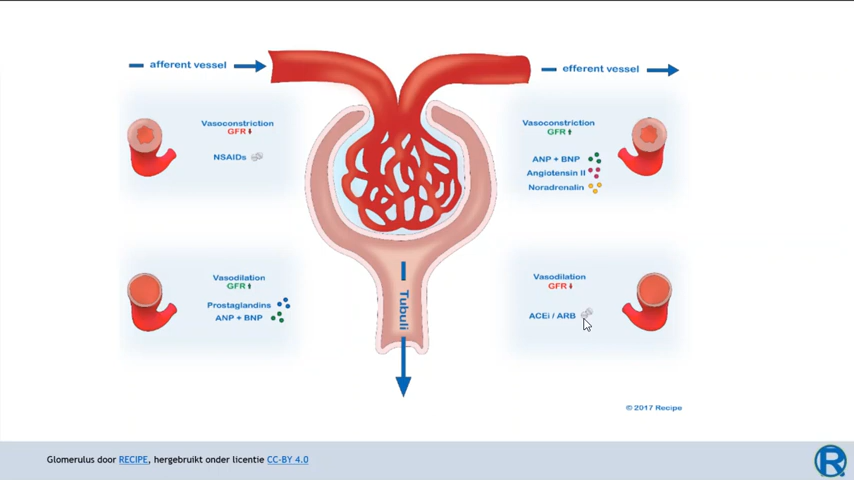 afferent vessel
efferent vessel
Vasoconstriction
GFR
NSAIDs
Vasoconstriction
GFR
ANP + BNP
Angiotensin II
Noradrenalin
Vasodilation
GFR
Prostaglandins
ANP + BNP
Tubuli
Vasodilation
GFR
ACEi / ARB
© 2017 Recipe
Glomerulus door RECIPE, hergebruikt onder licentie CC-BY 4.0
R